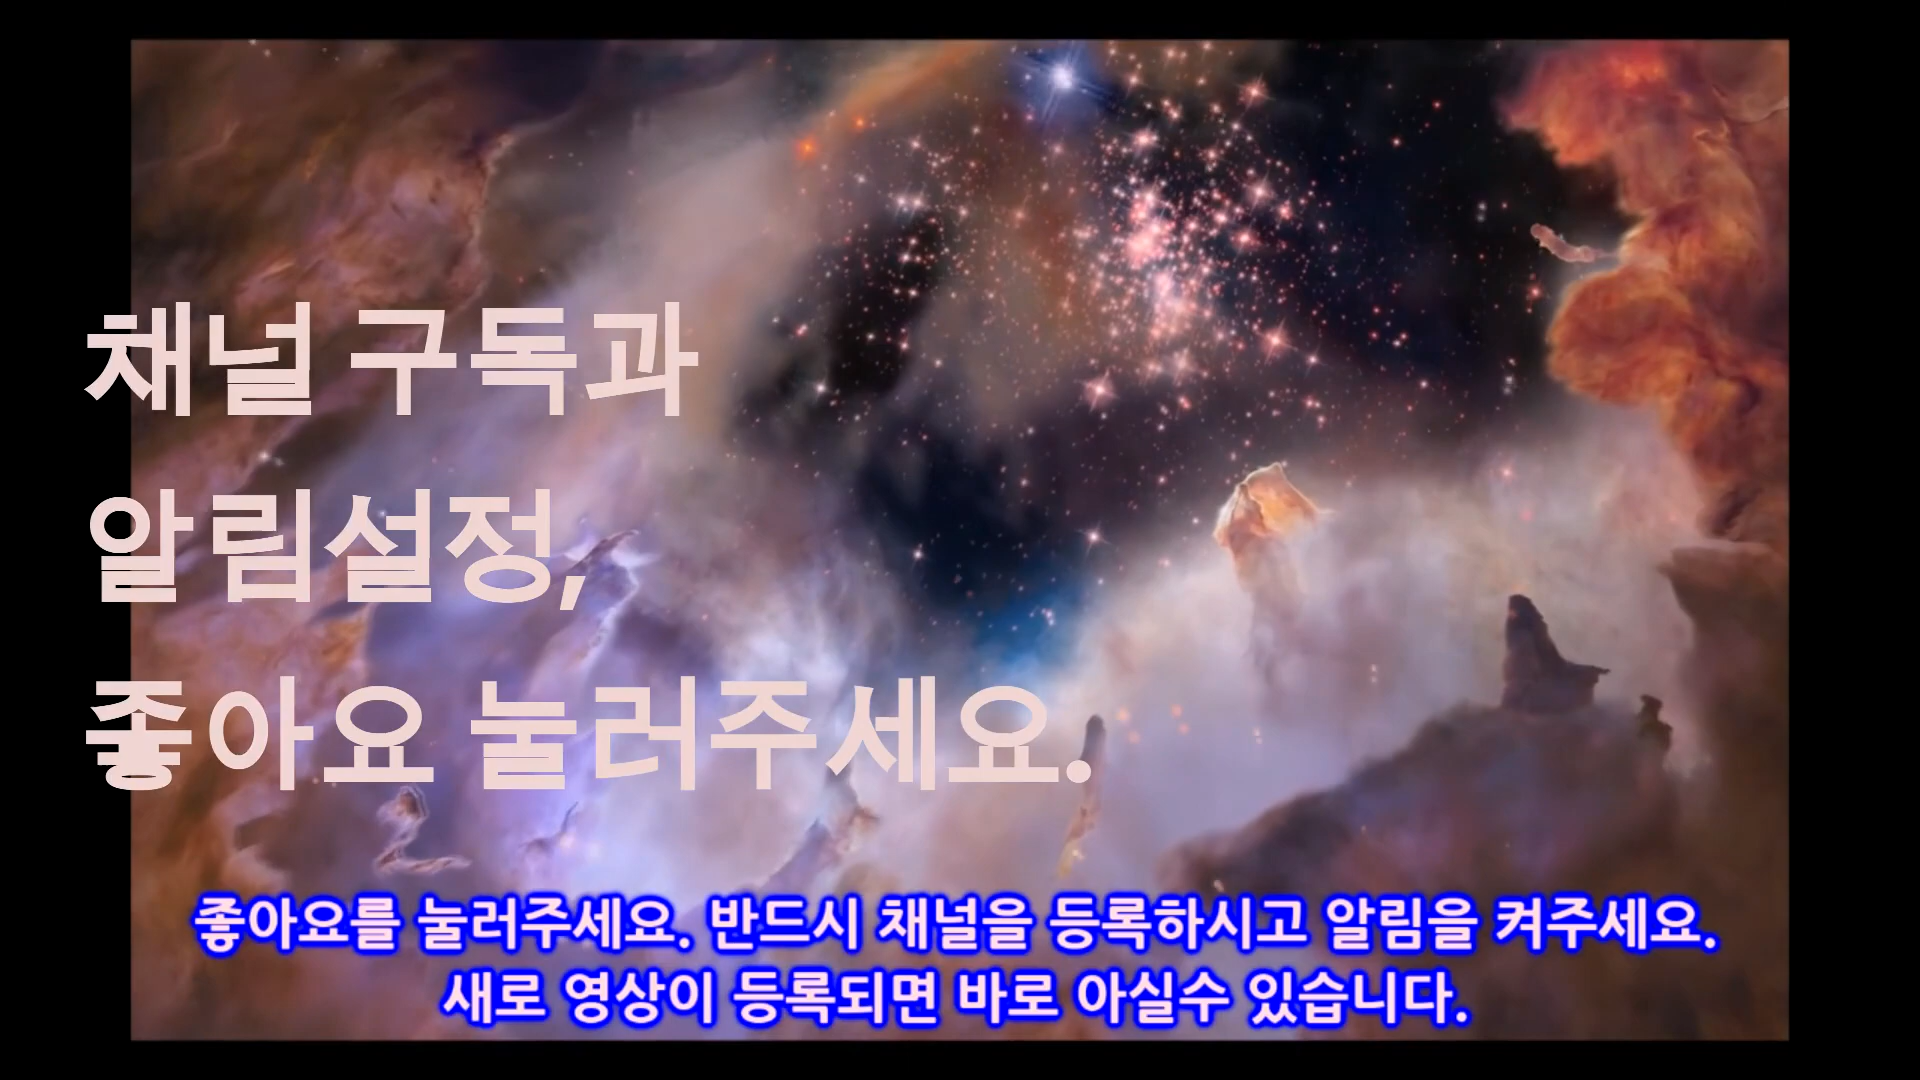 채널 구독과
알림설정,
좋아요 눌러주세요.
좋아요를 눌러주세요. 반드시 채널을 등록하시고 알림을 켜주세요.
새로 영상이 등록되면 바로 아실수 있습니다.